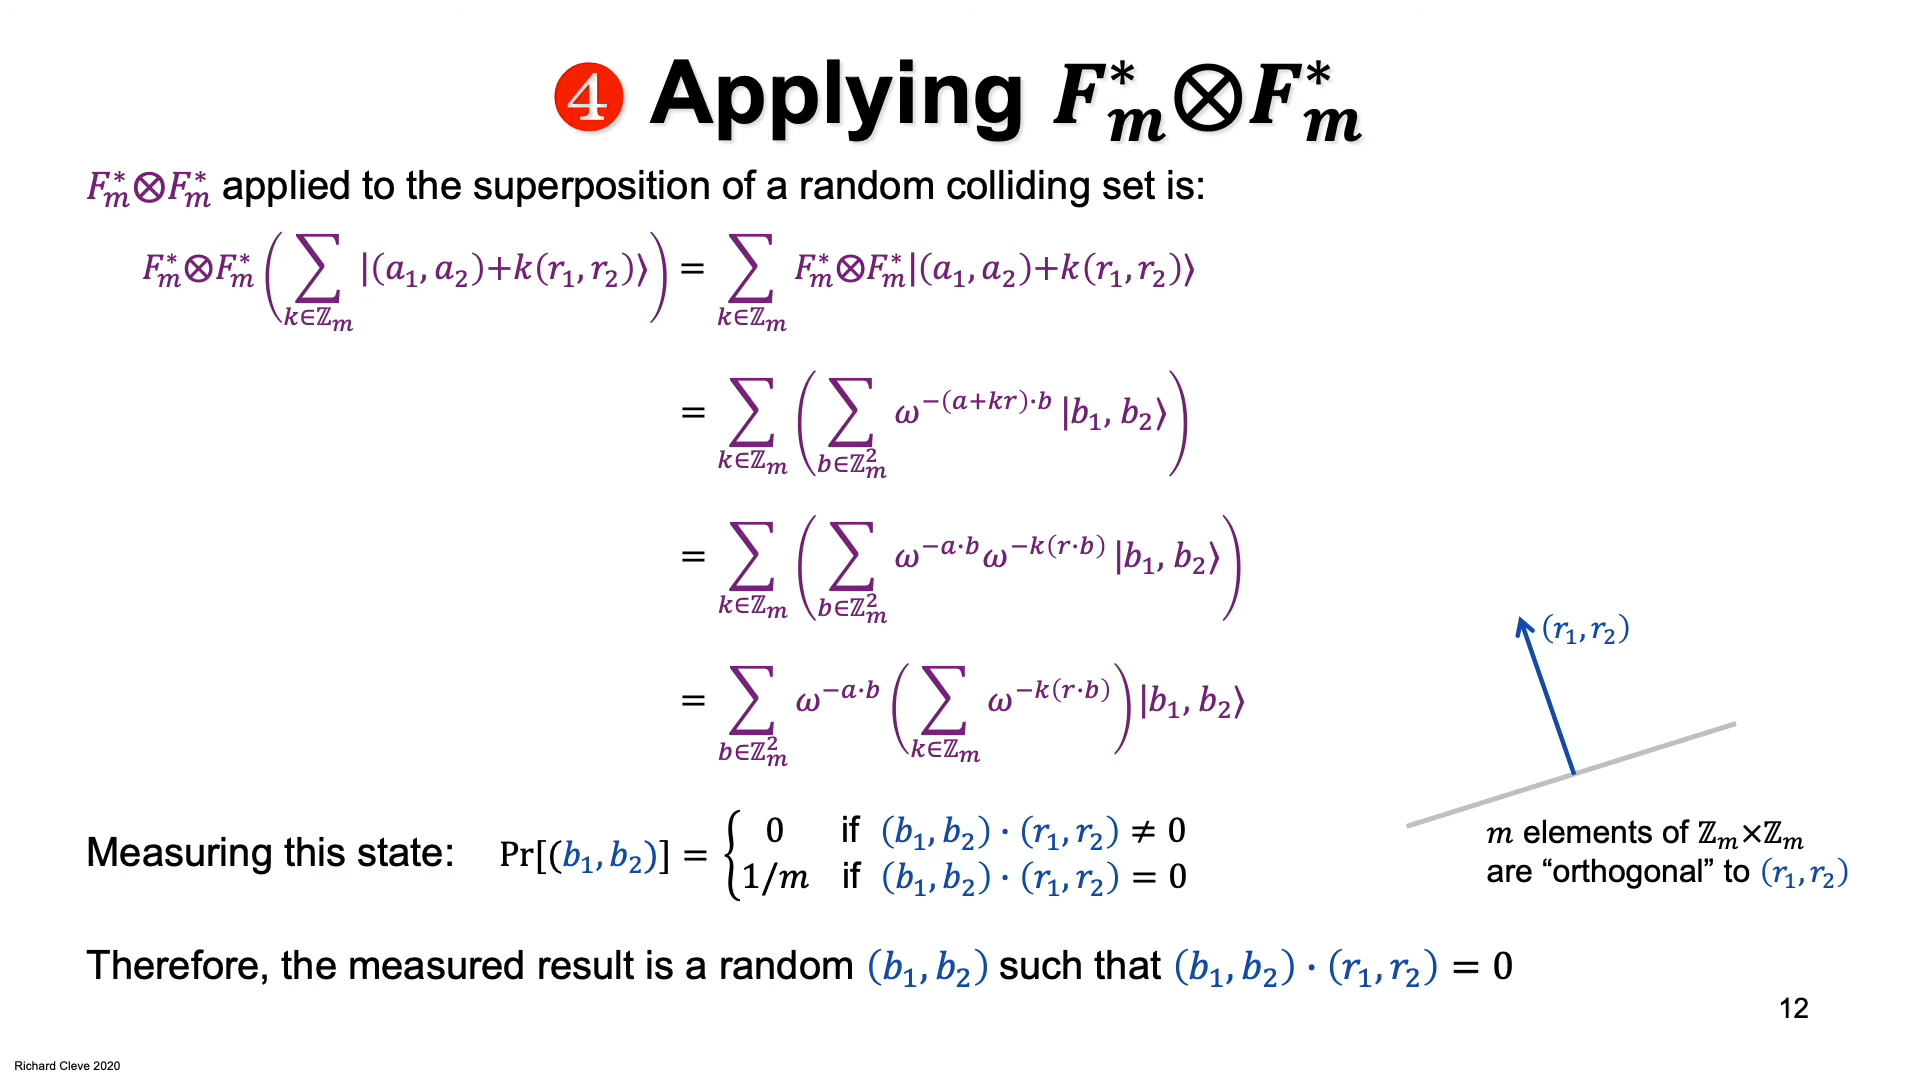 ❹ Applying F*ₘ⊗F*ₘ
F*ₘ⊗F*ₘ applied to the superposition of a random colliding set is:
F*ₘ⊗F*ₘ(∑_{k∈ℤₘ} |(a₁,a₂)+k(r₁,r₂)⟩) = ∑_{k∈ℤₘ} F*ₘ⊗F*ₘ|(a₁,a₂)+k(r₁,r₂)⟩
= ∑_{k∈ℤₘ} (∑_{b∈ℤ²ₘ} ω^{−(a+kr)·b} |b₁, b₂⟩)
= ∑_{k∈ℤₘ} (∑_{b∈ℤ²ₘ} ω^{−a·b}ω^{−k(r·b)} |b₁, b₂⟩)
= ∑_{b∈ℤ²ₘ} ω^{−a·b} (∑_{k∈ℤₘ} ω^{−k(r·b)}) |b₁, b₂⟩
(r₁,r₂)
m elements of ℤₘ×ℤₘ
are “orthogonal” to (r₁,r₂)
Measuring this state: Pr[(b₁,b₂)] = {
0 if (b₁,b₂)·(r₁,r₂) ≠ 0
1/m if (b₁,b₂)·(r₁,r₂) = 0
Therefore, the measured result is a random (b₁,b₂) such that (b₁,b₂)·(r₁,r₂) = 0
12
Richard Cleve 2020